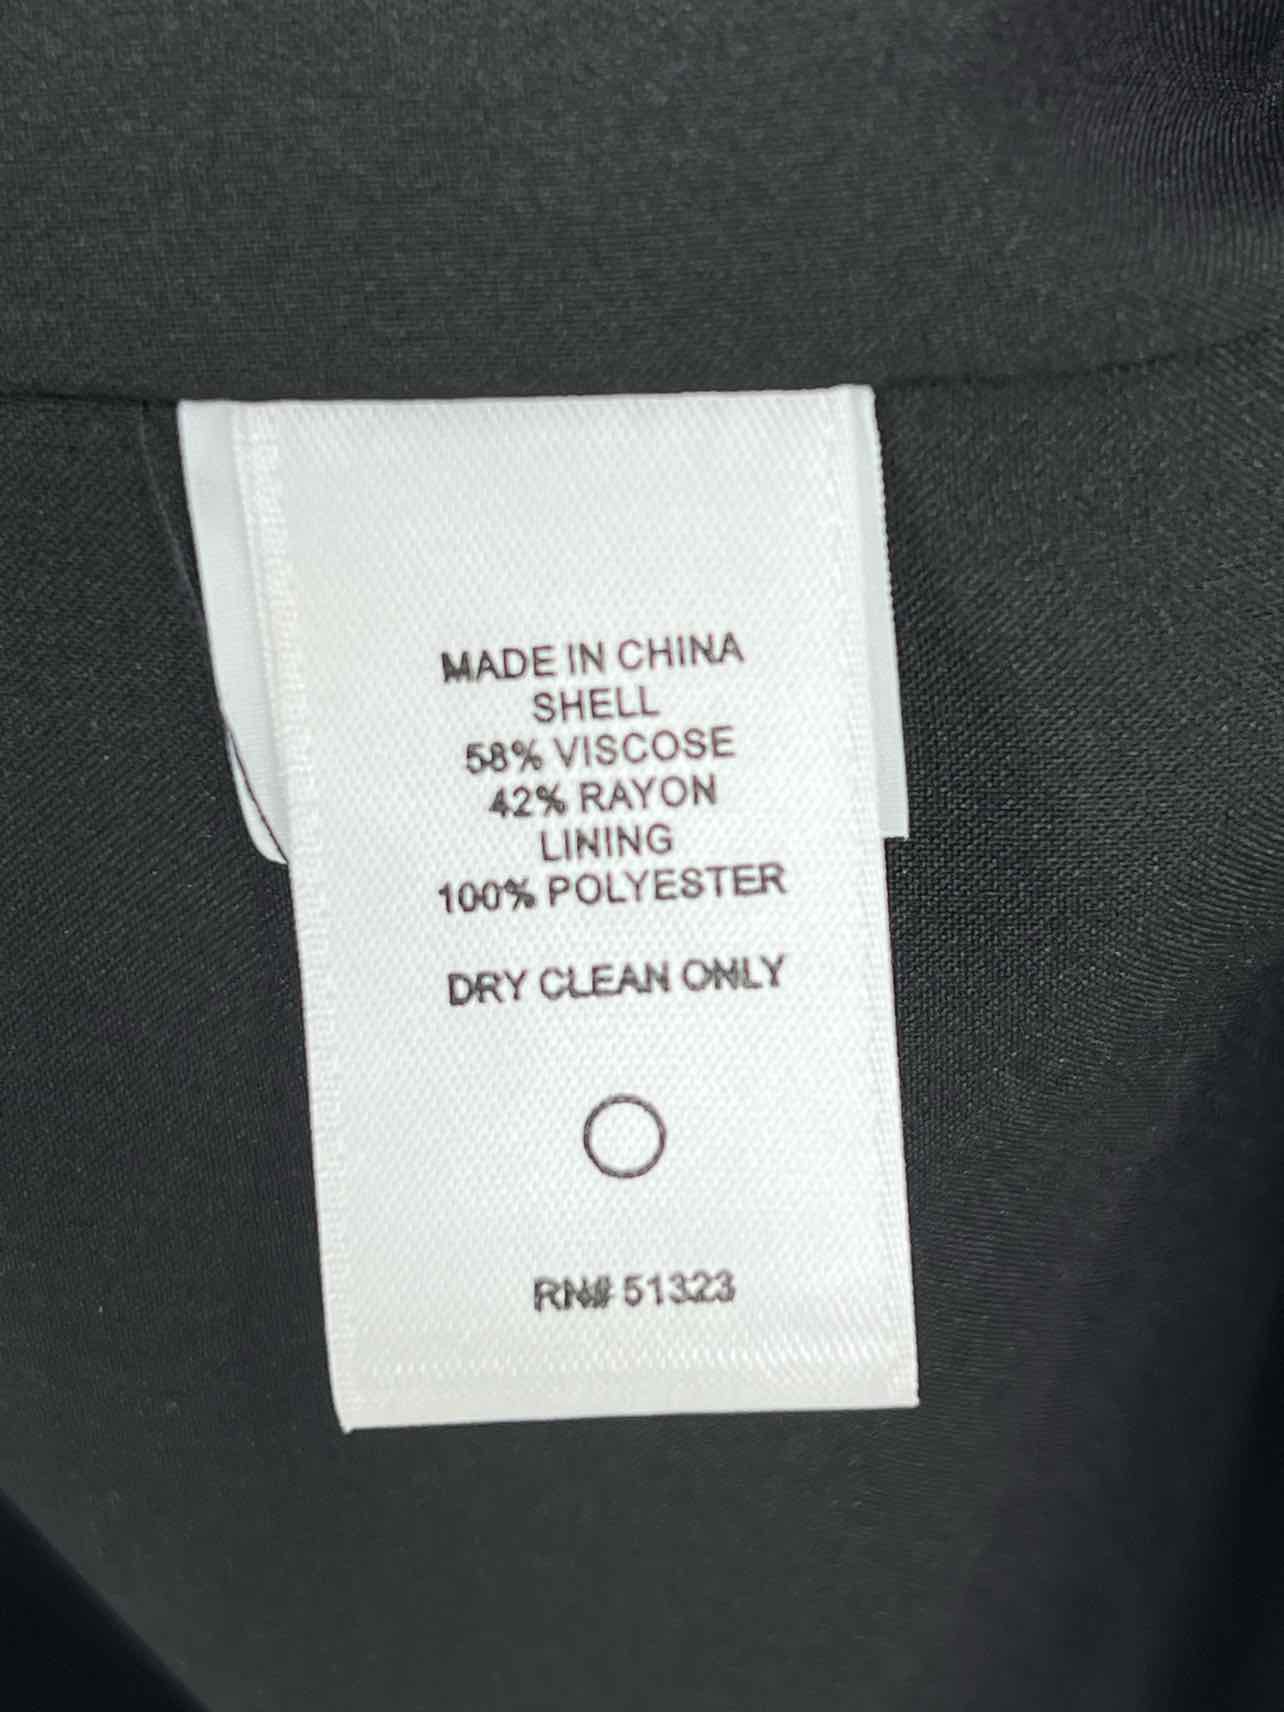 MADE IN CHINA
SHELL
58% VISCOSE
42% RAYON
LINING
100% POLYESTER
DRY CLEAN ONLY
RN# 51323